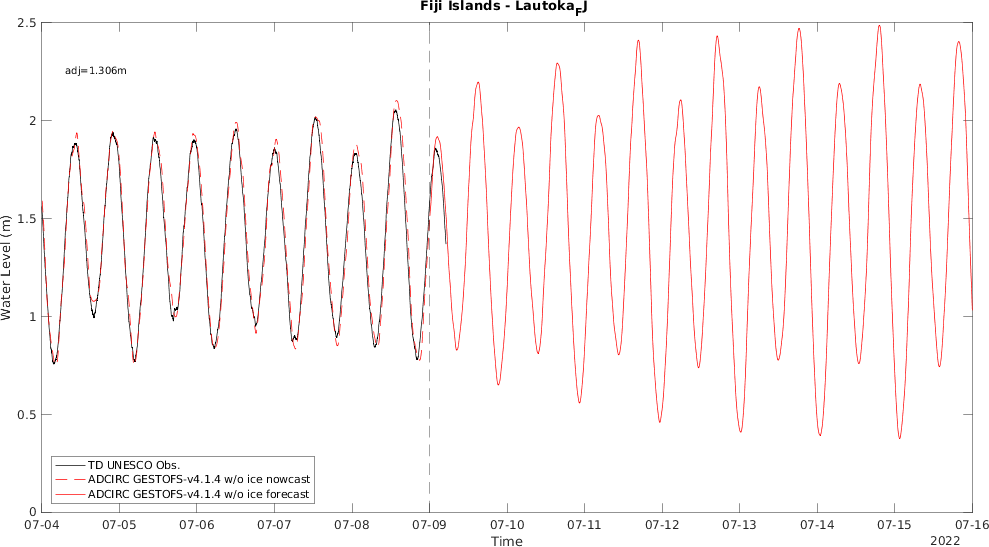 Fiji Islands - Lautoka_FJ
adj=1.306m
2.5
2
1.5
1
0.5
0
Water Level (m)
TD UNESCO Obs.
ADCIRC GESTOFS-v4.1.4 w/o ice nowcast
ADCIRC GESTOFS-v4.1.4 w/o ice forecast
07-04 07-05 07-06 07-07 07-08 07-09 07-10 07-11 07-12 07-13 07-14 07-15 07-16
Time
2022